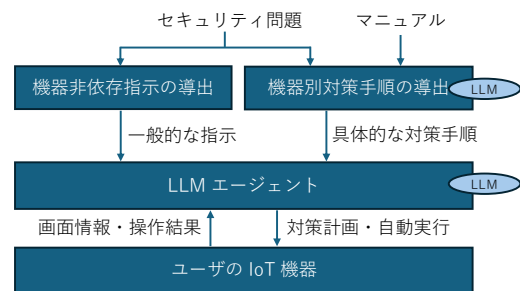 セキュリティ問題 マニュアル
機器非依存指示の導出 機器別対策手順の導出 LLM
一般的な指示 具体的な対策手順
LLM エージェント LLM
画面情報・操作結果 対策計画・自動実行
ユーザの IoT 機器